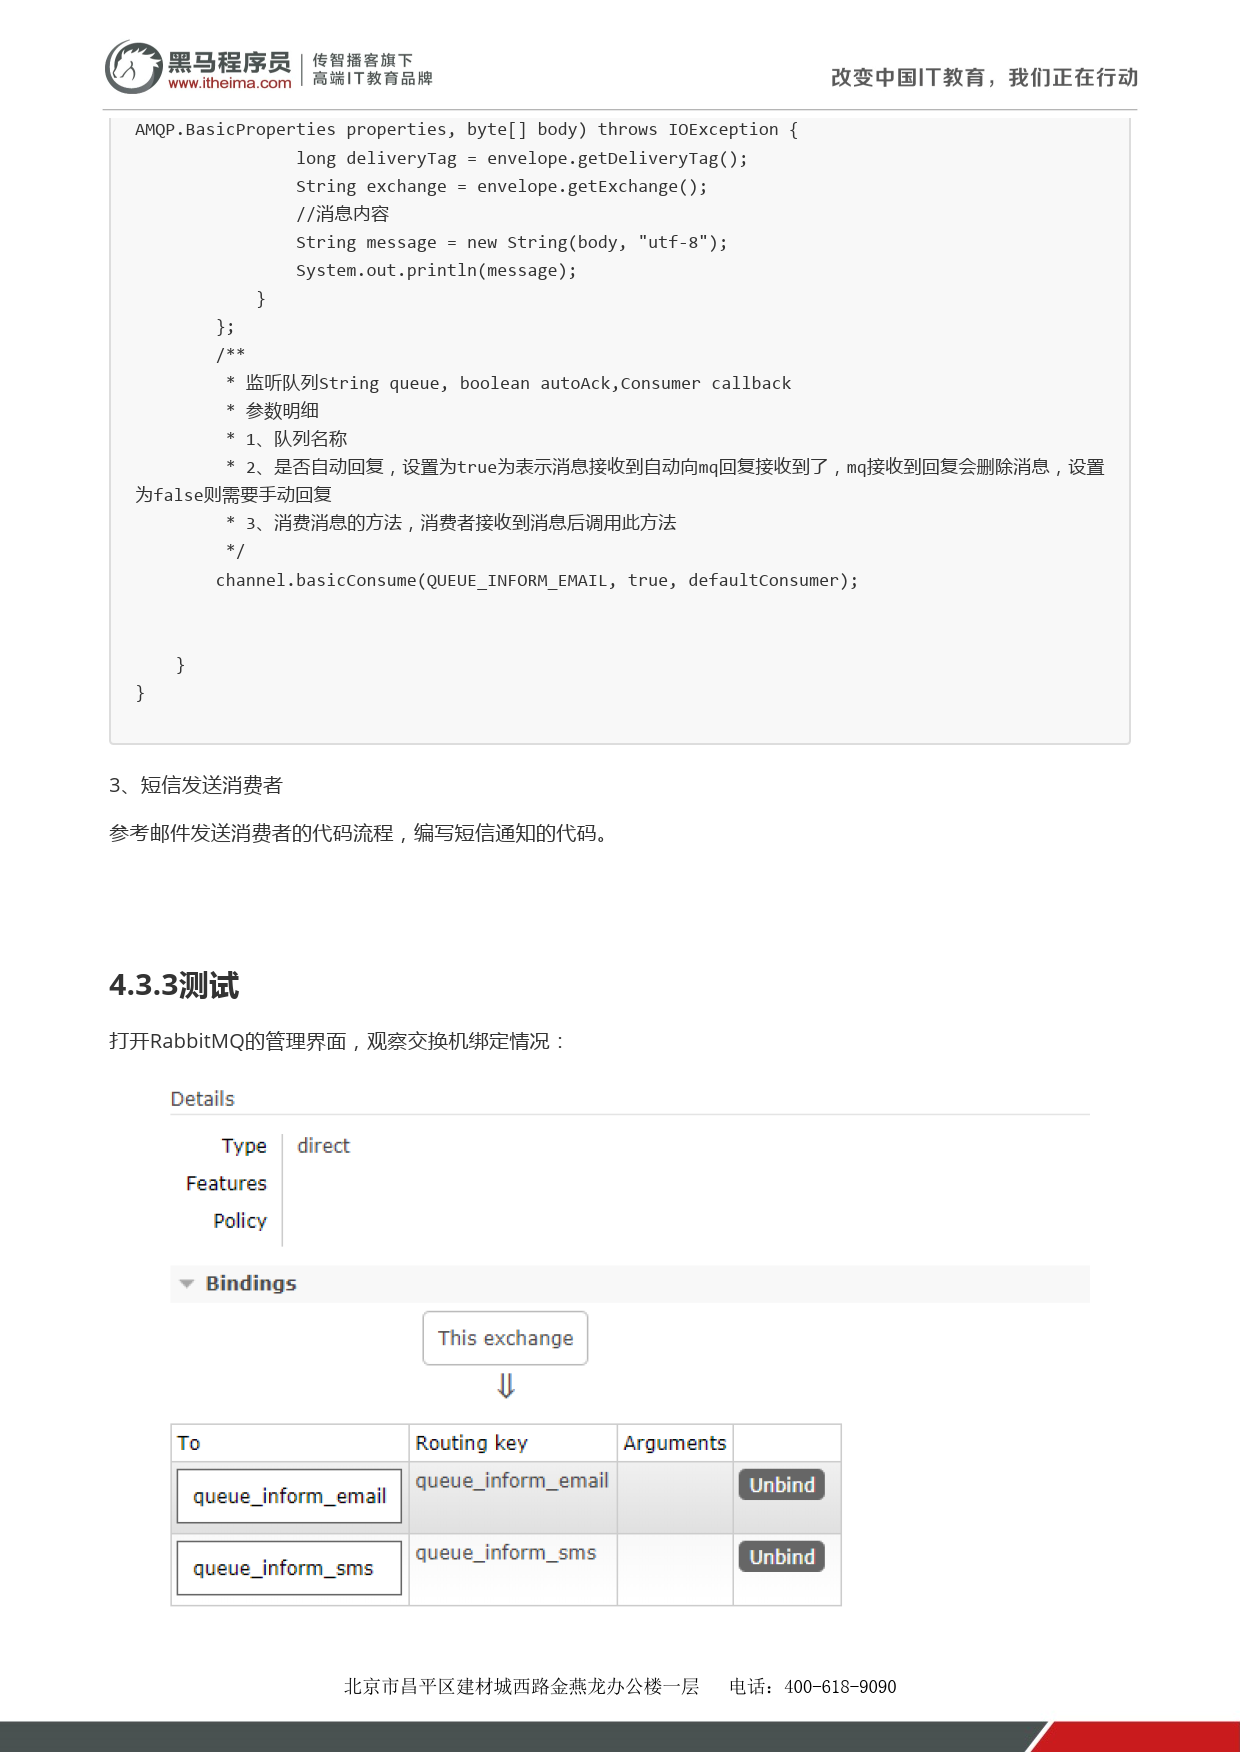 黑马程序员
www.itheima.com
传智播客旗下
高端IT教育品牌
改变中国IT教育，我们正在行动
AMQP.BasicProperties properties, byte[] body) throws IOException {
                long deliveryTag = envelope.getDeliveryTag();
                String exchange = envelope.getExchange();
                //消息内容
                String message = new String(body, "utf-8");
                System.out.println(message);
            }
        };
        /**
         * 监听队列String queue, boolean autoAck,Consumer callback
         * 参数明细
         * 1、队列名称
         * 2、是否自动回复，设置为true为表示消息接收到自动向mq回复接收到了，mq接收到回复会删除消息，设置
为false则需要手动回复
         * 3、消费消息的方法，消费者接收到消息后调用此方法
         */
        channel.basicConsume(QUEUE_INFORM_EMAIL, true, defaultConsumer);
    }
}
3、短信发送消费者
参考邮件发送消费者的代码流程，编写短信通知的代码。
4.3.3测试
打开RabbitMQ的管理界面，观察交换机绑定情况：
Details
Type direct
Features
Policy
Bindings
This exchange
⇓
To Routing key Arguments
queue_inform_email queue_inform_email Unbind
queue_inform_sms queue_inform_sms Unbind
北京市昌平区建材城西路金燕龙办公楼一层 电话：400-618-9090